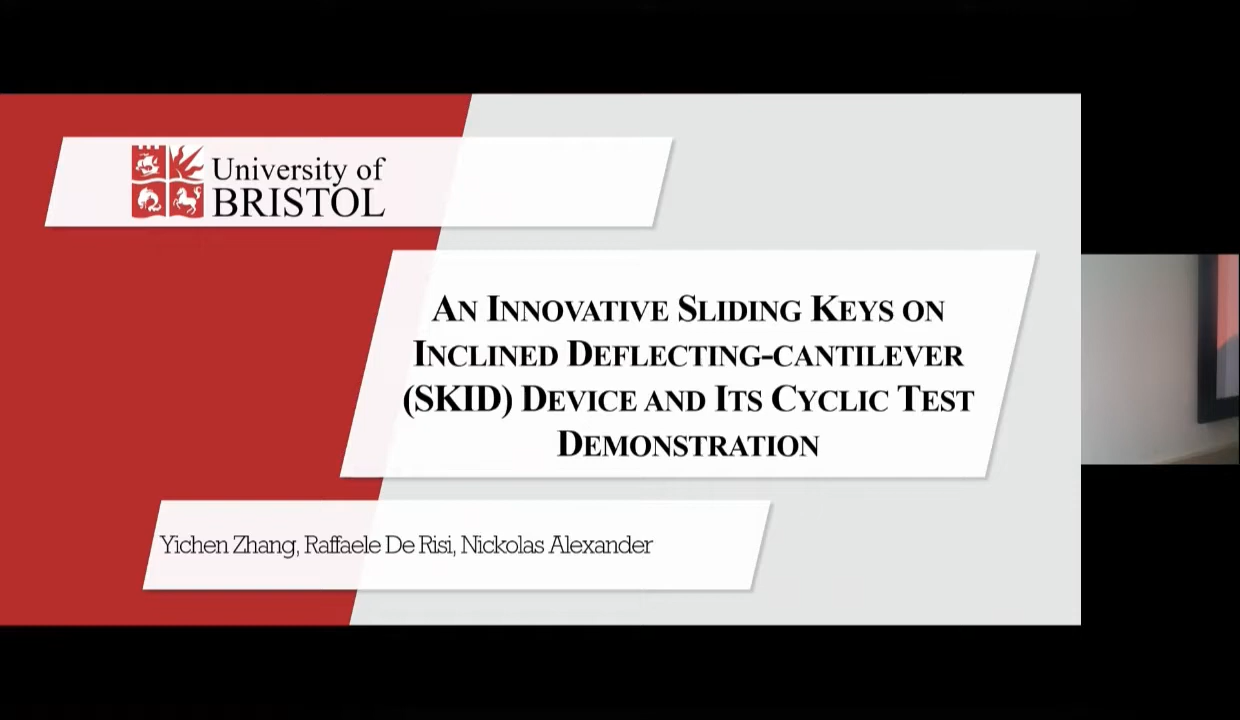 University of
BRISTOL
AN INNOVATIVE SLIDING KEYS ON
INCLINED DEFLECTING-CANTILEVER
(SKID) DEVICE AND ITS CYCLIC TEST
DEMONSTRATION
Yichen Zhang, Raffaele De Risi, Nickolas Alexander